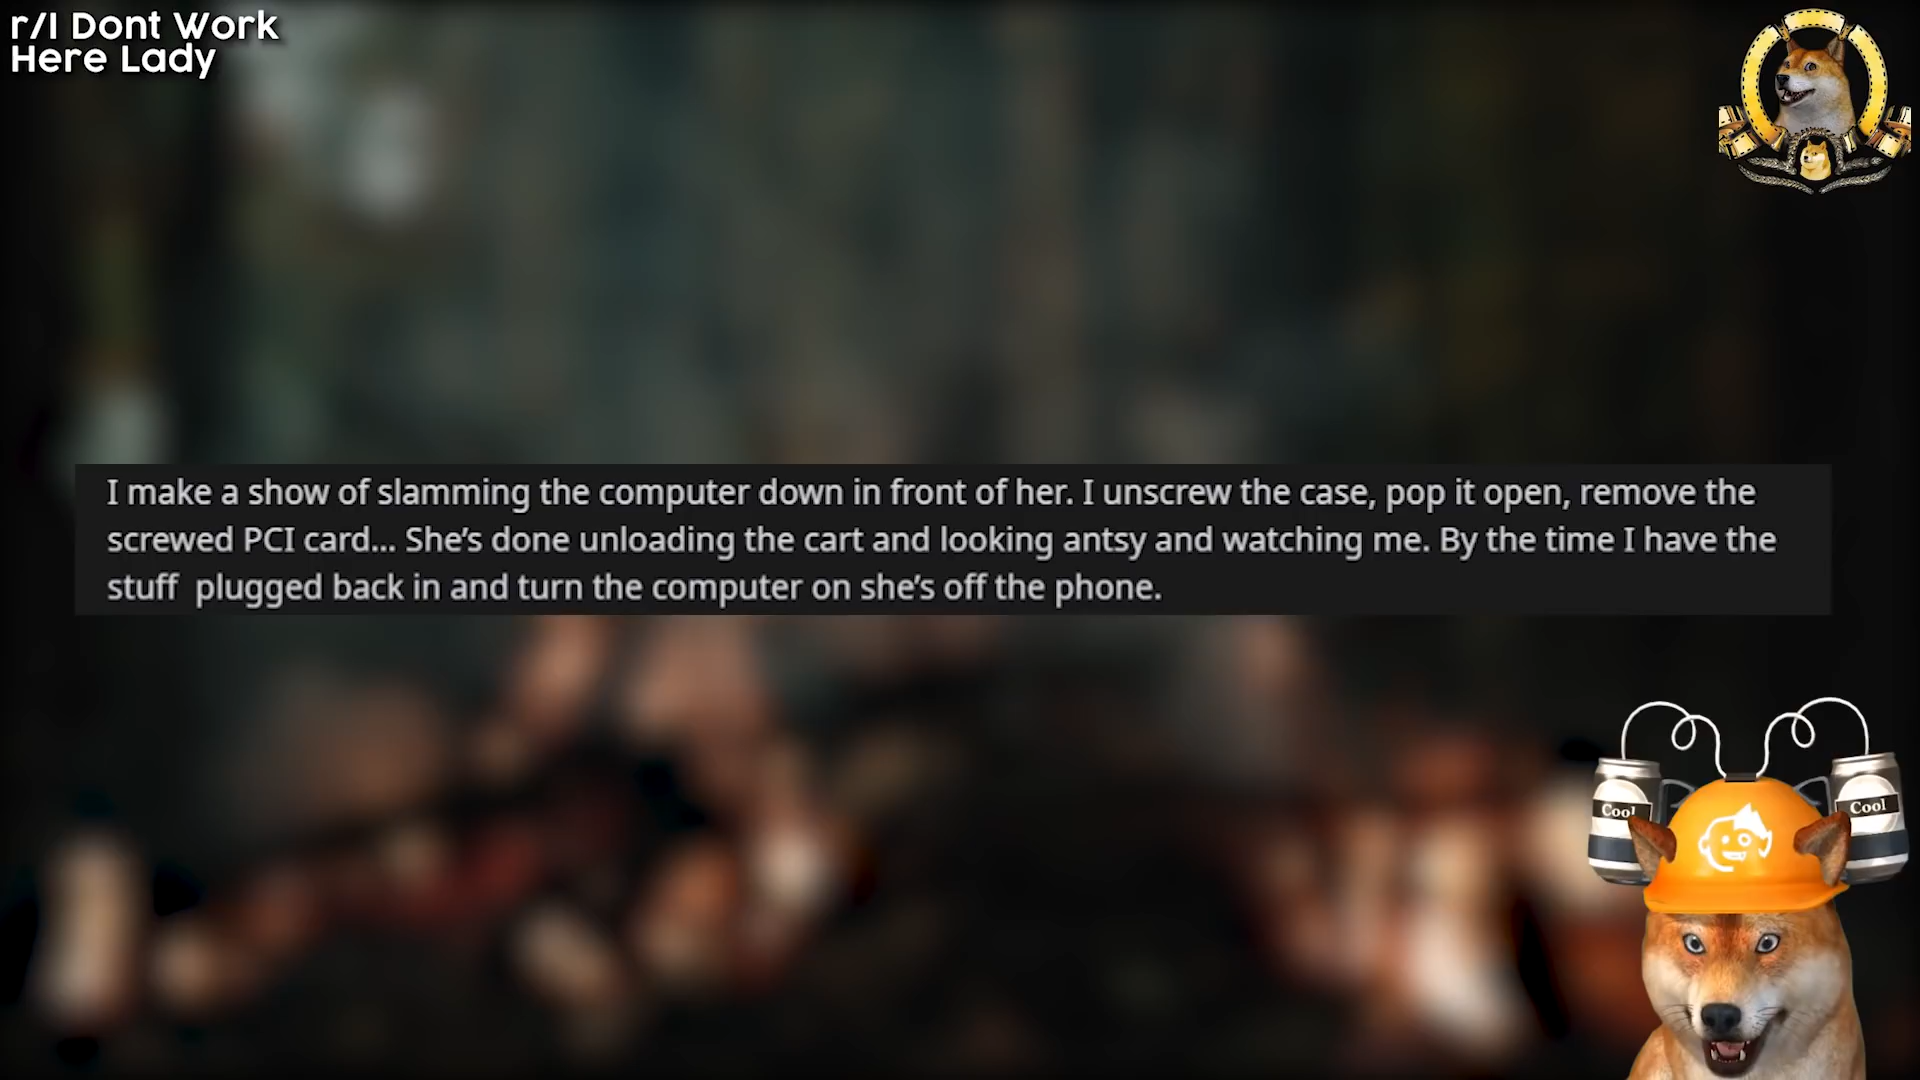 r/I Dont Work
Here Lady
I make a show of slamming the computer down in front of her. I unscrew the case, pop it open, remove the
screwed PCI card... She’s done unloading the cart and looking antsy and watching me. By the time I have the
stuff  plugged back in and turn the computer on she’s off the phone.
Cool
Cool